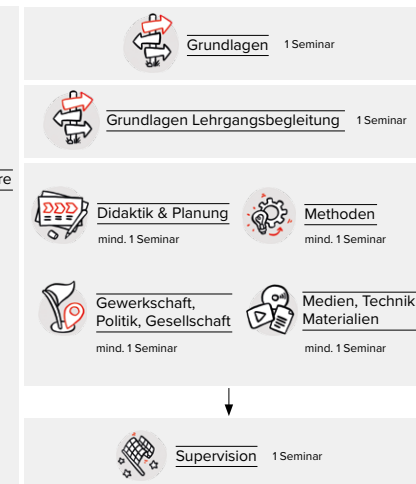 Grundlagen 1 Seminar
Grundlagen Lehrgangsbegleitung 1 Seminar
Didaktik & Planung
mind. 1 Seminar
Methoden
mind. 1 Seminar
Gewerkschaft,
Politik, Gesellschaft
mind. 1 Seminar
Medien, Technik
Materialien
mind. 1 Seminar
Supervision 1 Seminar